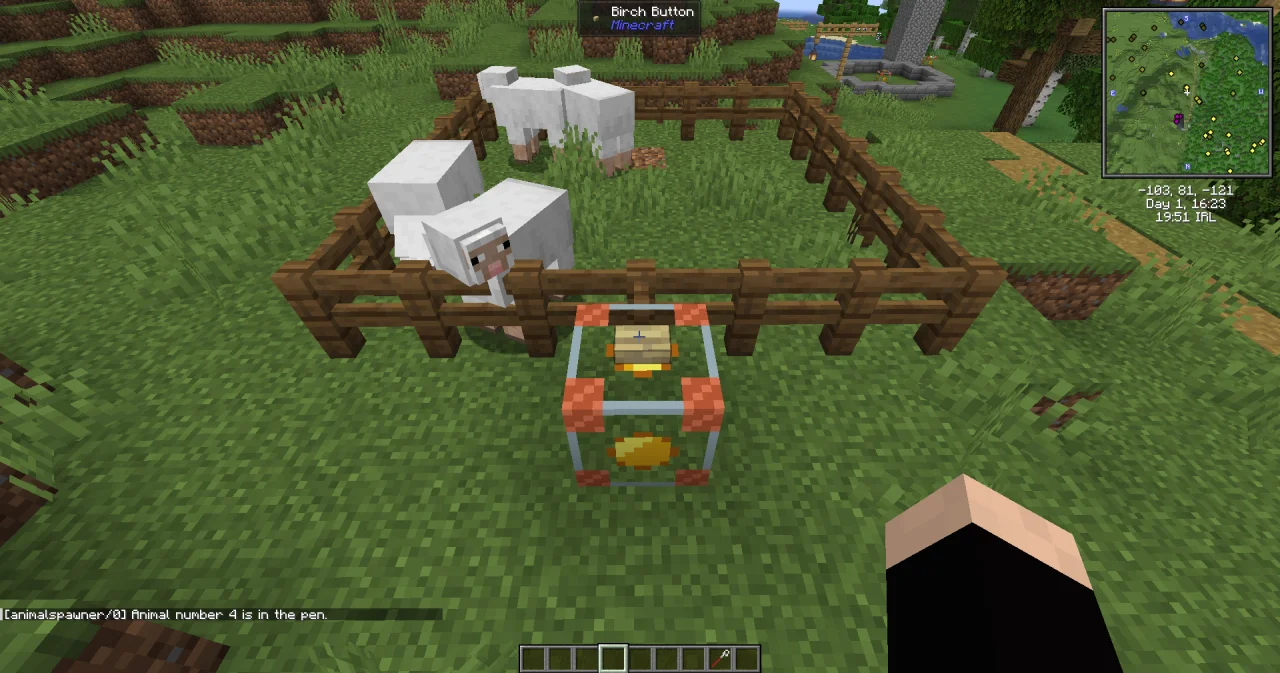 Birch Button
Minecraft
-103, 81, -121
Day 1, 16:23
19:51 IRL
[animalspawner/0] Animal number 4 is in the pen.